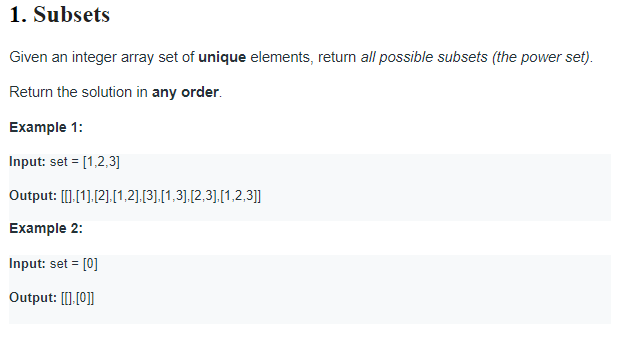 1. Subsets
Given an integer array set of unique elements, return all possible subsets (the power set).
Return the solution in any order.
Example 1:
Input: set = [1,2,3]
Output: [[],[1],[2],[1,2],[3],[1,3],[2,3],[1,2,3]]
Example 2:
Input: set = [0]
Output: [[],[0]]